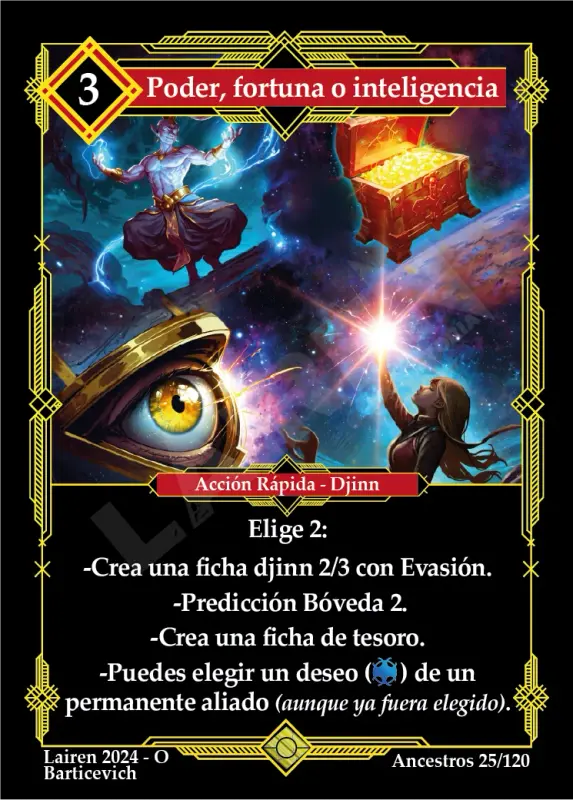 3
Poder, fortuna o inteligencia
Acción Rápida - Djinn
Elige 2:
-Crea una ficha djinn 2/3 con Evasión.
-Predicción Bóveda 2.
-Crea una ficha de tesoro.
-Puedes elegir un deseo ( ) de un
permanente aliado (aunque ya fuera elegido).
Lairen 2024 - O
Barticevich
Ancestros 25/120